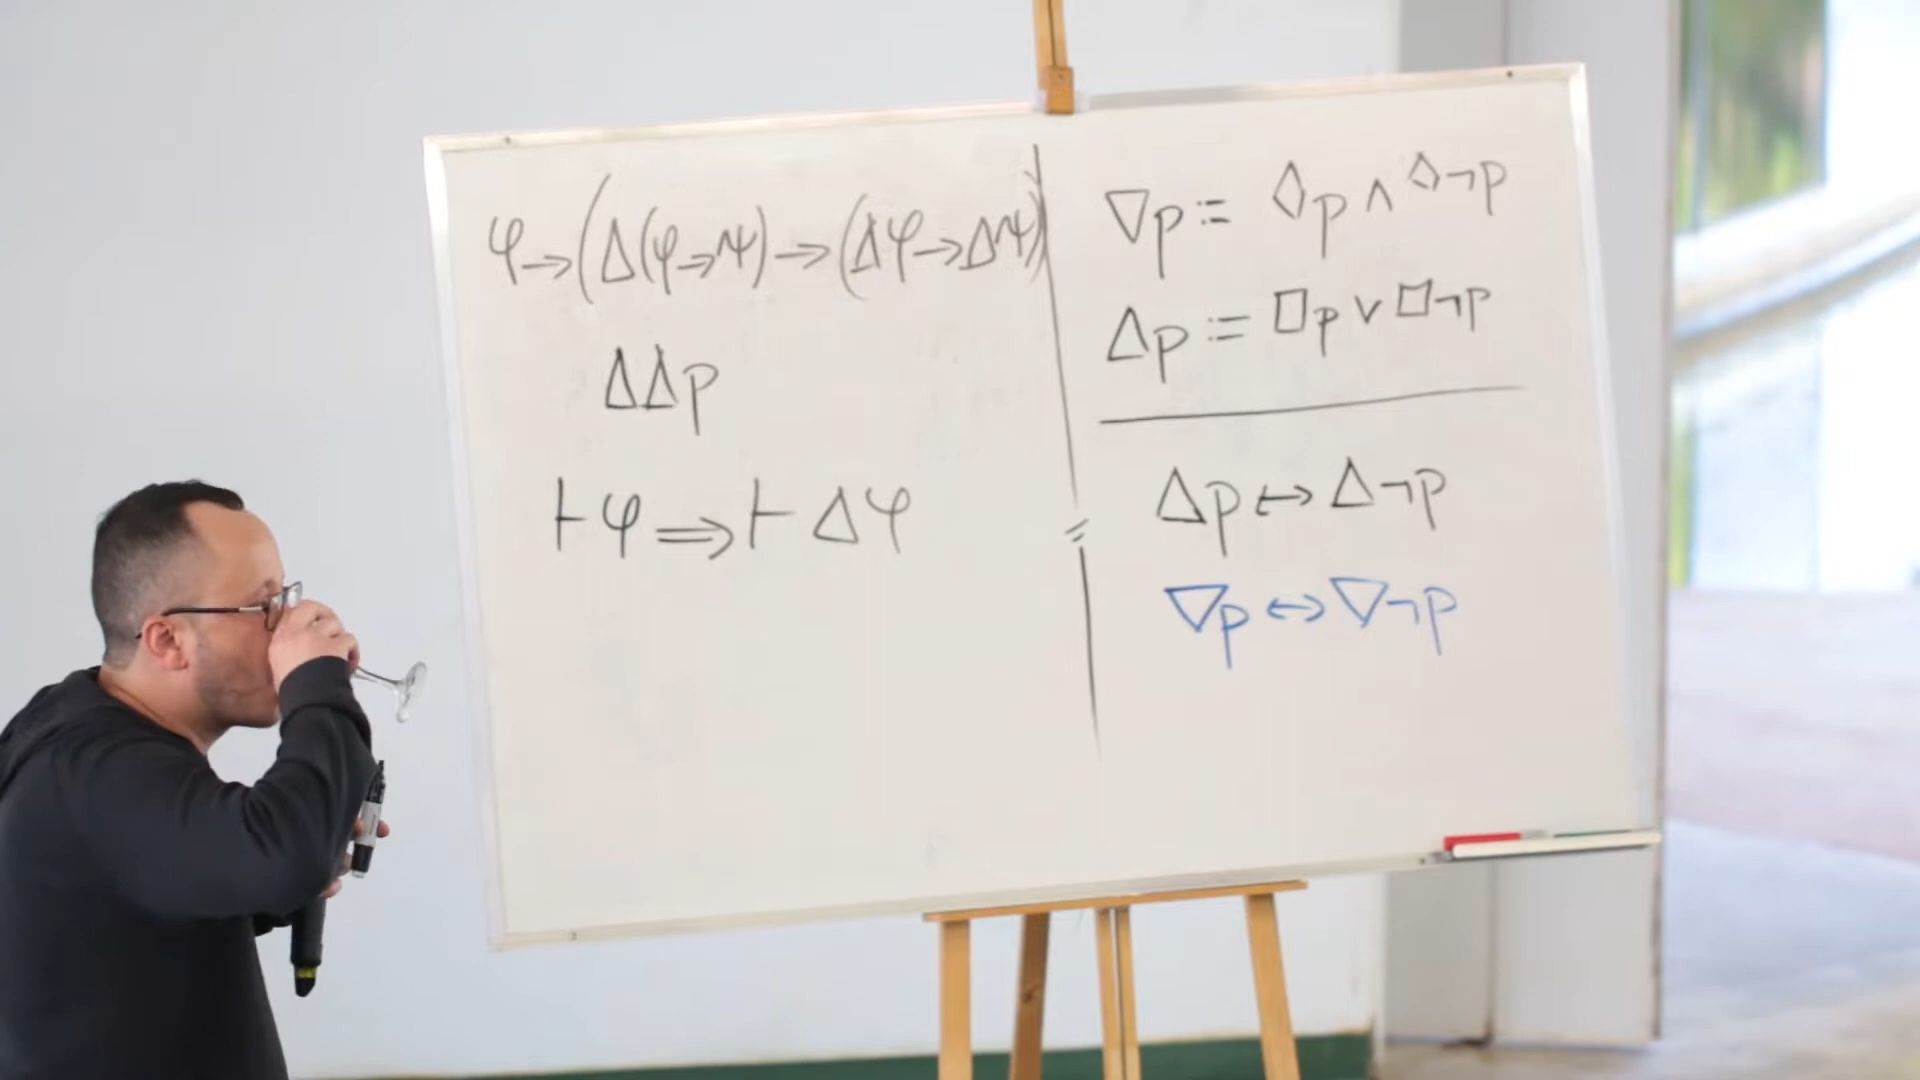 φ→(Δ(φ→ψ)→(Δφ→Δψ))
ΔΔp
⊢φ⇒⊢Δφ
∇p := ◊p∧◊¬p
Δp := □p∨□¬p
Δp↔Δ¬p
∇p↔∇¬p